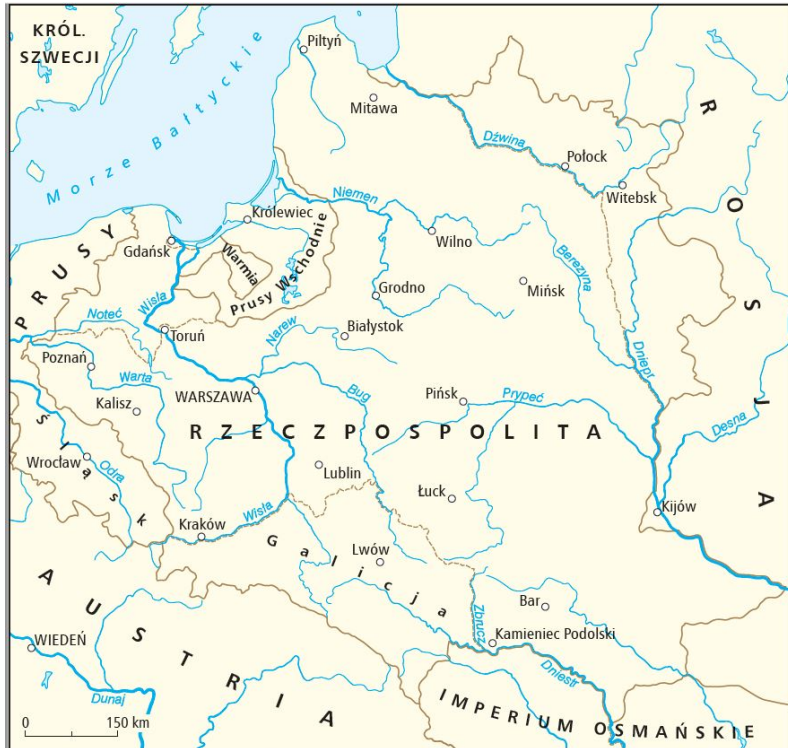 KRÓL.
SZWECJI
Morze Bałtyckie
Piltyń
Mitawa
Dźwina
Połock
Witebsk
ROSJA
Niemen
Królewiec
Gdańsk
PRUSY
Warmia
Prusy Wschodnie
Wilno
Berezyna
Mińsk
Grodno
Wisła
Noteć
Toruń
Narew
Białystok
Dniepr
Poznań
Warta
WARSZAWA
Bug
Pińsk
Prypeć
Kalisz
Desna
RZECZPOSPOLITA
Śląsk
Wrocław
Odra
Lublin
Łuck
Kijów
Kraków
Wisła
Galicja
Lwów
AUSTRIA
Zbrucz
Bar
Kamieniec Podolski
WIEDEŃ
Dunaj
Dniestr
IMPERIUM OSMAŃSKIE
0 150 km